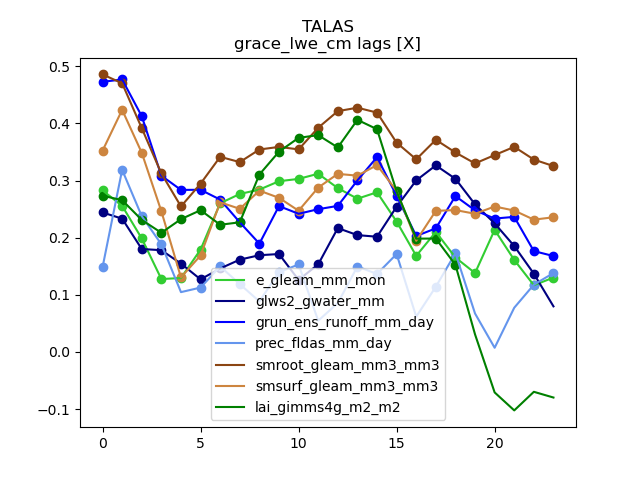 TALAS
grace_lwe_cm lags [X]
0.5
0.4
0.3
0.2
0.1
0.0
−0.1
0
5
10
15
20
e_gleam_mm_mon
glws2_gwater_mm
grun_ens_runoff_mm_day
prec_fldas_mm_day
smroot_gleam_mm3_mm3
smsurf_gleam_mm3_mm3
lai_gimms4g_m2_m2